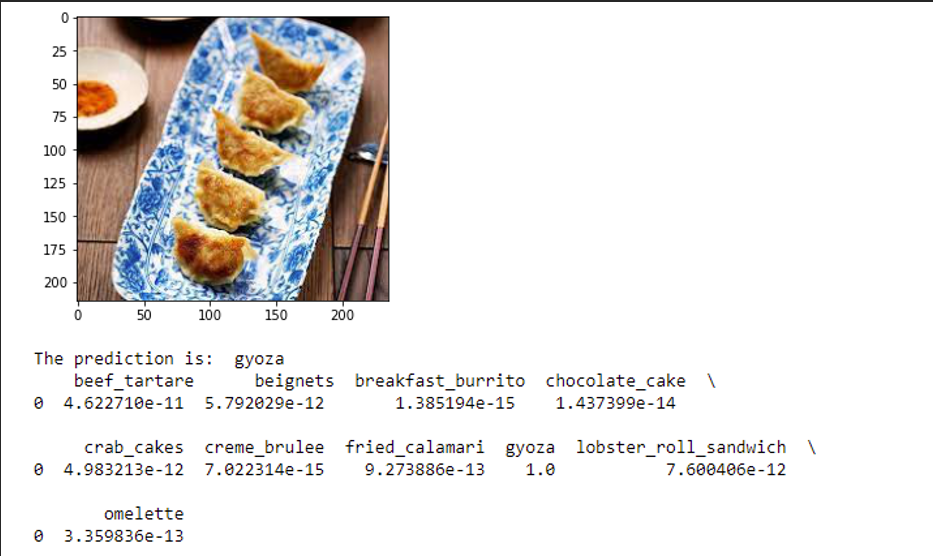 0
25
50
75
100
125
150
175
200
0 50 100 150 200
The prediction is:  gyoza
beef_tartare beignets breakfast_burrito chocolate_cake \
0 4.622710e-11 5.792029e-12 1.385194e-15 1.437399e-14
crab_cakes creme_brulee fried_calamari gyoza lobster_roll_sandwich \
0 4.983213e-12 7.022314e-15 9.273886e-13 1.0 7.600406e-12
omelette
0 3.359836e-13